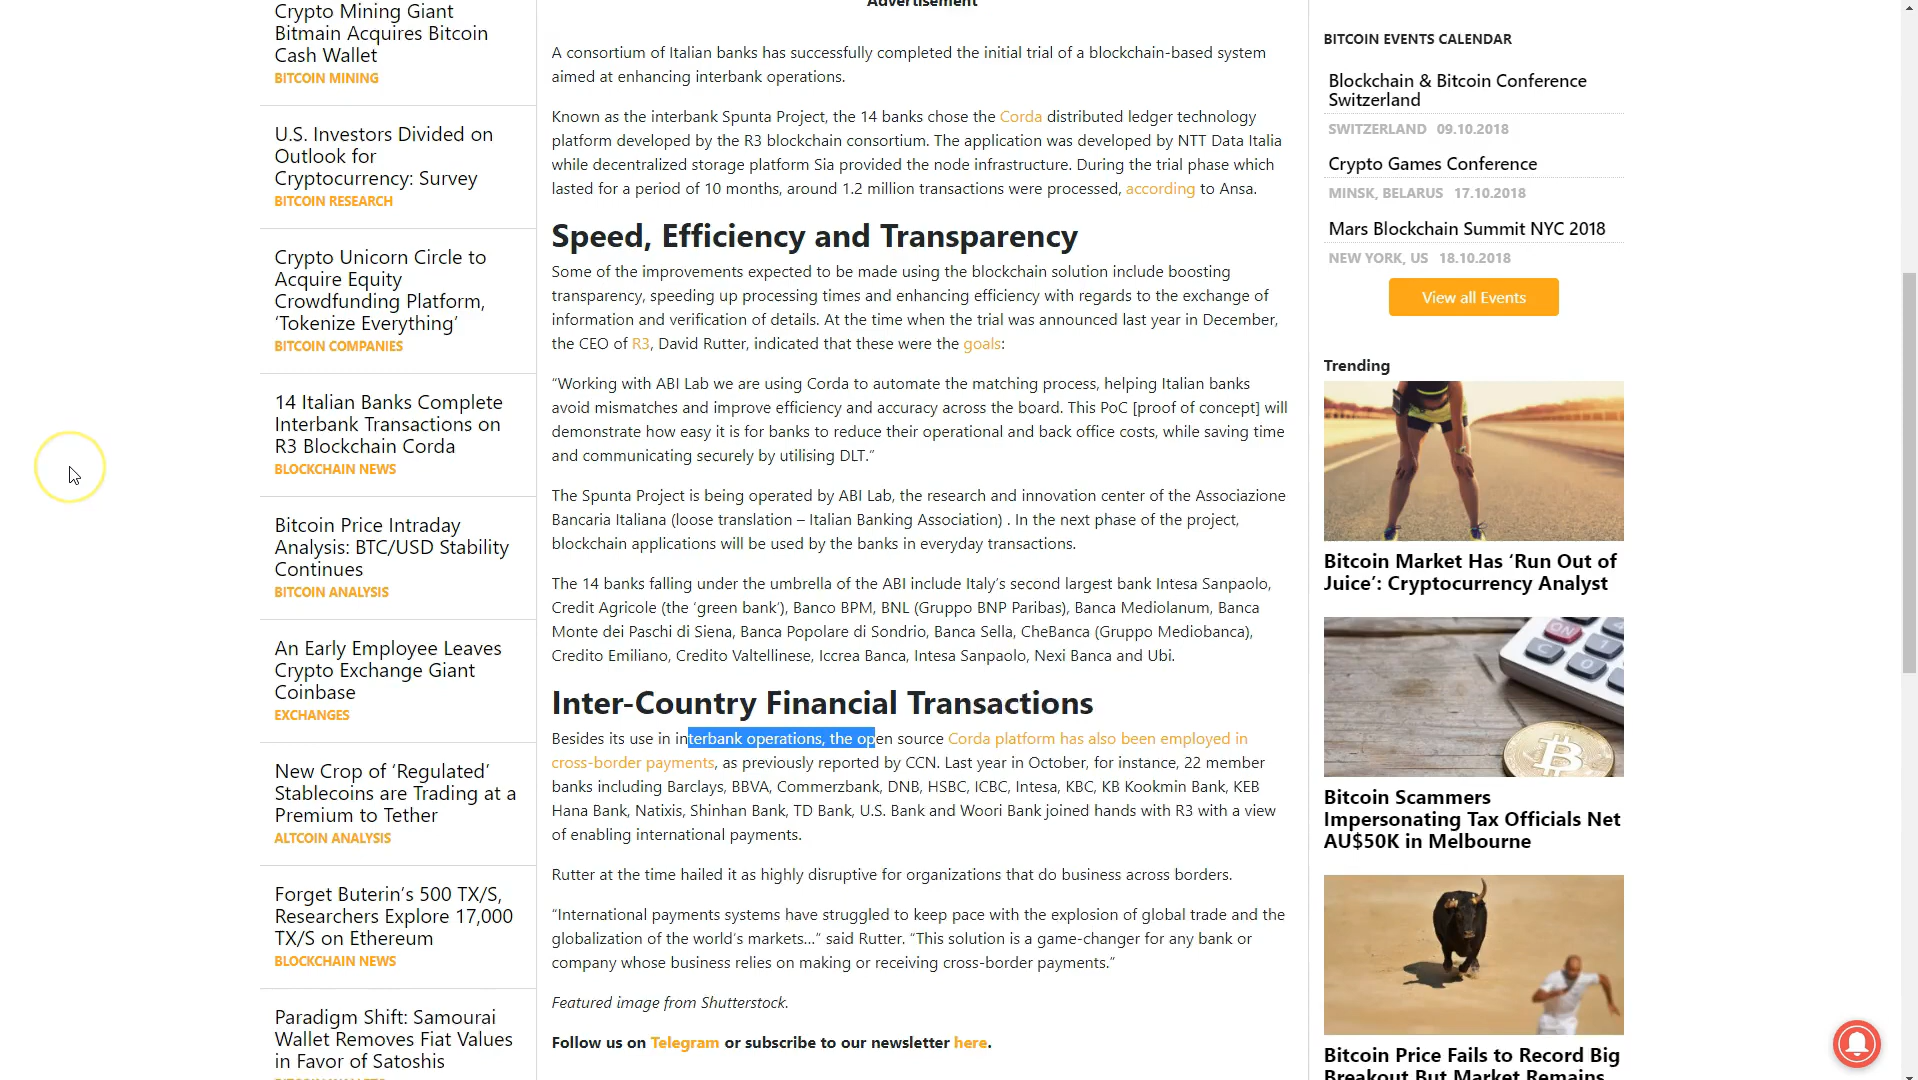 Crypto Mining Giant
Bitmain Acquires Bitcoin
Cash Wallet
BITCOIN MINING
U.S. Investors Divided on
Outlook for
Cryptocurrency: Survey
BITCOIN RESEARCH
Crypto Unicorn Circle to
Acquire Equity
Crowdfunding Platform,
‘Tokenize Everything’
BITCOIN COMPANIES
14 Italian Banks Complete
Interbank Transactions on
R3 Blockchain Corda
BLOCKCHAIN NEWS
Bitcoin Price Intraday
Analysis: BTC/USD Stability
Continues
BITCOIN ANALYSIS
An Early Employee Leaves
Crypto Exchange Giant
Coinbase
EXCHANGES
New Crop of ‘Regulated’
Stablecoins are Trading at a
Premium to Tether
ALTCOIN ANALYSIS
Forget Buterin’s 500 TX/S,
Researchers Explore 17,000
TX/S on Ethereum
BLOCKCHAIN NEWS
Paradigm Shift: Samourai
Wallet Removes Fiat Values
in Favor of Satoshis
BITCOIN WALLETS
Advertisement
A consortium of Italian banks has successfully completed the initial trial of a blockchain-based system
aimed at enhancing interbank operations.
Known as the interbank Spunta Project, the 14 banks chose the Corda distributed ledger technology
platform developed by the R3 blockchain consortium. The application was developed by NTT Data Italia
while decentralized storage platform Sia provided the node infrastructure. During the trial phase which
lasted for a period of 10 months, around 1.2 million transactions were processed, according to Ansa.
Speed, Efficiency and Transparency
Some of the improvements expected to be made using the blockchain solution include boosting
transparency, speeding up processing times and enhancing efficiency with regards to the exchange of
information and verification of details. At the time when the trial was announced last year in December,
the CEO of R3, David Rutter, indicated that these were the goals:
“Working with ABI Lab we are using Corda to automate the matching process, helping Italian banks
avoid mismatches and improve efficiency and accuracy across the board. This PoC [proof of concept] will
demonstrate how easy it is for banks to reduce their operational and back office costs, while saving time
and communicating securely by utilising DLT.”
The Spunta Project is being operated by ABI Lab, the research and innovation center of the Associazione
Bancaria Italiana (loose translation – Italian Banking Association) . In the next phase of the project,
blockchain applications will be used by the banks in everyday transactions.
The 14 banks falling under the umbrella of the ABI include Italy’s second largest bank Intesa Sanpaolo,
Credit Agricole (the ‘green bank’), Banco BPM, BNL (Gruppo BNP Paribas), Banca Mediolanum, Banca
Monte dei Paschi di Siena, Banca Popolare di Sondrio, Banca Sella, CheBanca (Gruppo Mediobanca),
Credito Emiliano, Credito Valtellinese, Iccrea Banca, Intesa Sanpaolo, Nexi Banca and Ubi.
Inter-Country Financial Transactions
Besides its use in interbank operations, the open source Corda platform has also been employed in
cross-border payments, as previously reported by CCN. Last year in October, for instance, 22 member
banks including Barclays, BBVA, Commerzbank, DNB, HSBC, ICBC, Intesa, KBC, KB Kookmin Bank, KEB
Hana Bank, Natixis, Shinhan Bank, TD Bank, U.S. Bank and Woori Bank joined hands with R3 with a view
of enabling international payments.
Rutter at the time hailed it as highly disruptive for organizations that do business across borders.
“International payments systems have struggled to keep pace with the explosion of global trade and the
globalization of the world’s markets…” said Rutter. “This solution is a game-changer for any bank or
company whose business relies on making or receiving cross-border payments.”
Featured image from Shutterstock.
Follow us on Telegram or subscribe to our newsletter here.
BITCOIN EVENTS CALENDAR
Blockchain & Bitcoin Conference
Switzerland
SWITZERLAND 09.10.2018
Crypto Games Conference
MINSK, BELARUS 17.10.2018
Mars Blockchain Summit NYC 2018
NEW YORK, US 18.10.2018
View all Events
Trending
Bitcoin Market Has ‘Run Out of
Juice’: Cryptocurrency Analyst
ON
C
0
Bitcoin Scammers
Impersonating Tax Officials Net
AU$50K in Melbourne
Bitcoin Price Fails to Record Big
Breakout But Market Remains